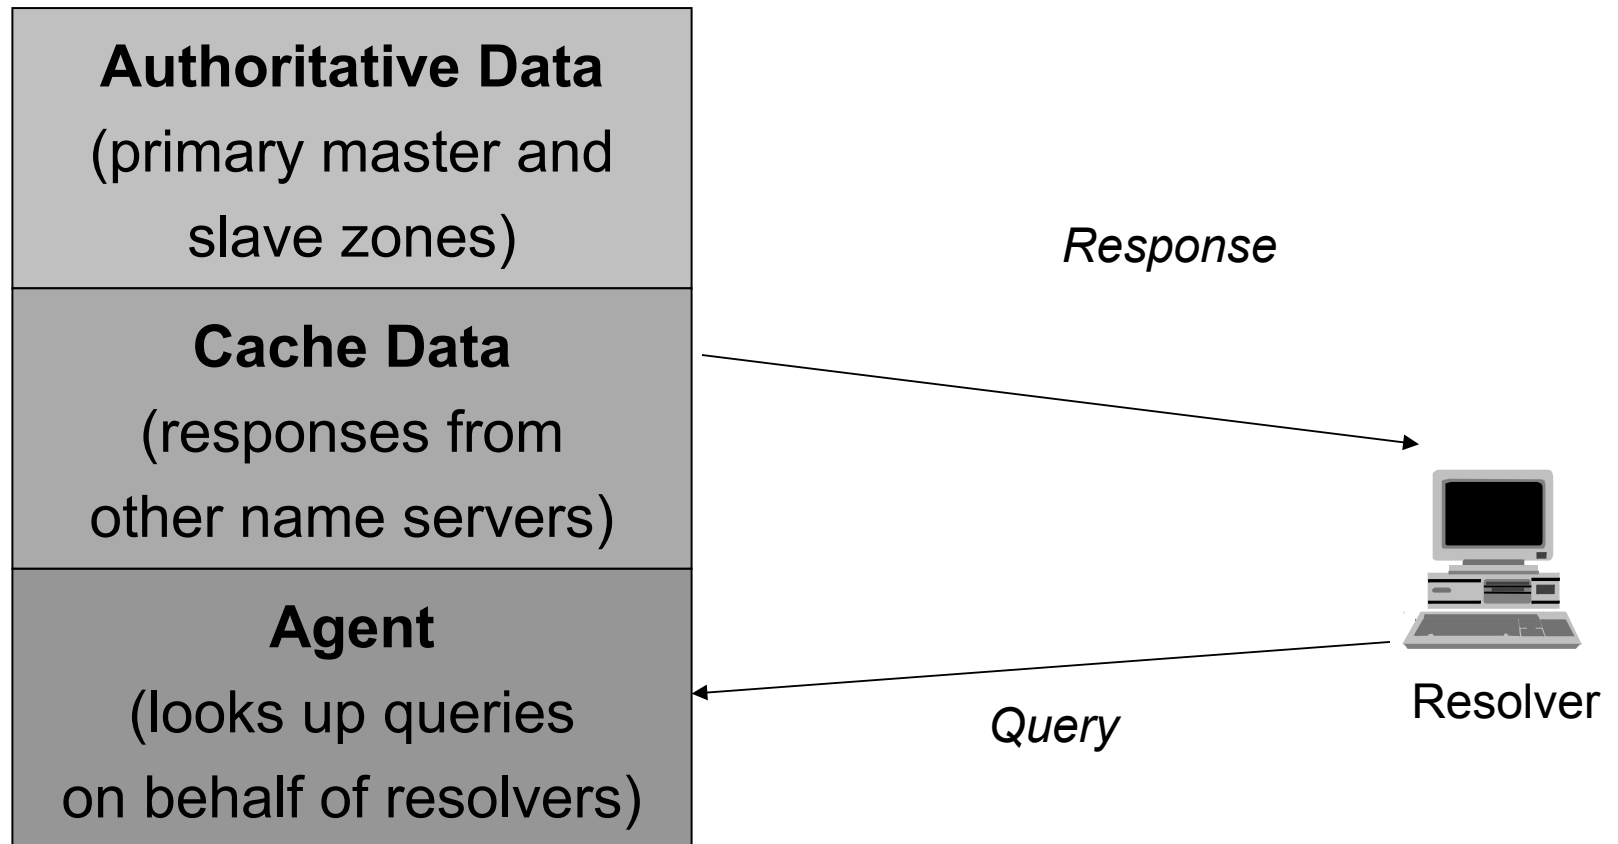 Authoritative Data
(primary master and
slave zones)
Cache Data
(responses from
other name servers)
Agent
(looks up queries
on behalf of resolvers)
Response
Query
Resolver